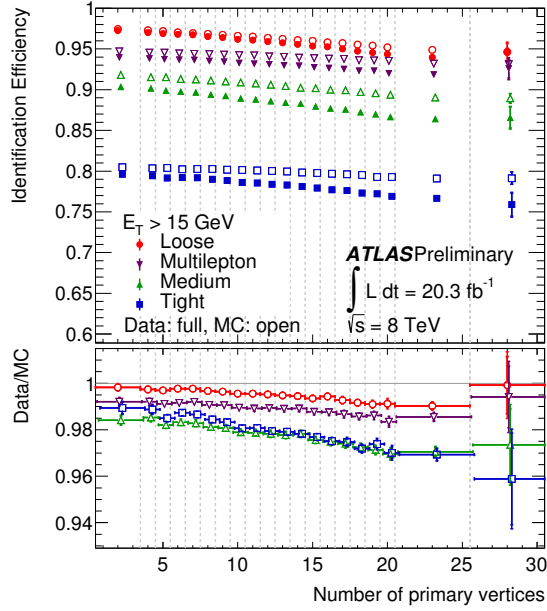 Identification Efficiency
1
0.95
0.9
0.85
0.8
0.75
0.7
0.65
0.6
E_T > 15 GeV
Loose
Multilepton
Medium
Tight
Data: full, MC: open
ATLAS Preliminary
∫ L dt = 20.3 fb⁻¹
√s = 8 TeV
Data/MC
1
0.98
0.96
0.94
5 10 15 20 25 30
Number of primary vertices